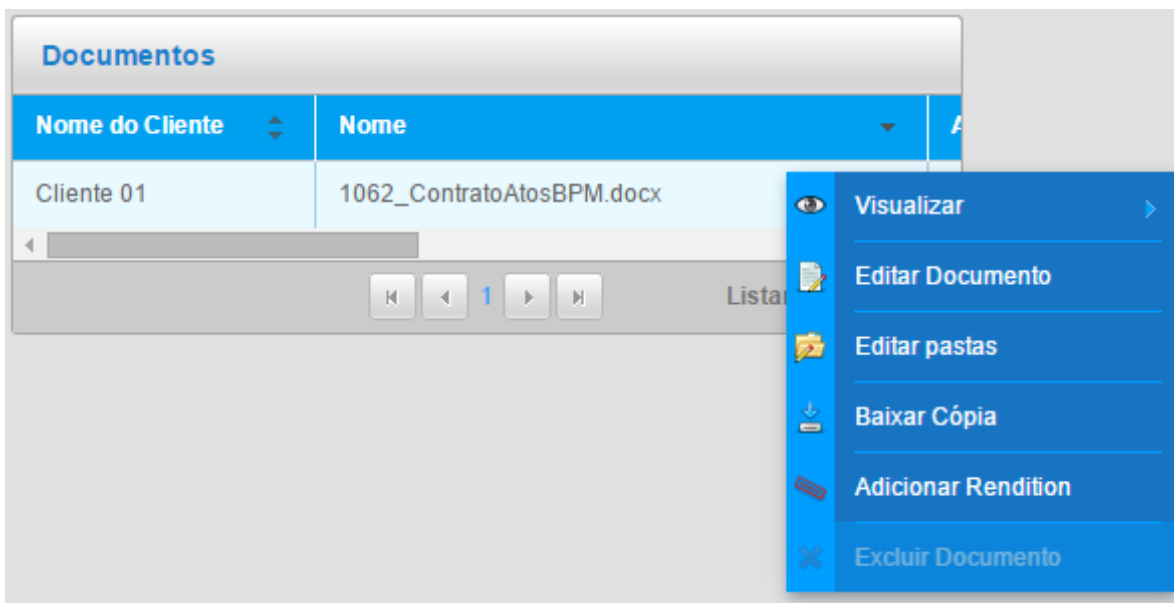 Documentos
Nome do Cliente Nome
Cliente 01 1062_ContratoAtosBPM.docx
Visualizar
Editar Documento
1
Editar pastas
Baixar Cópia
Adicionar Rendition
Excluir Documento